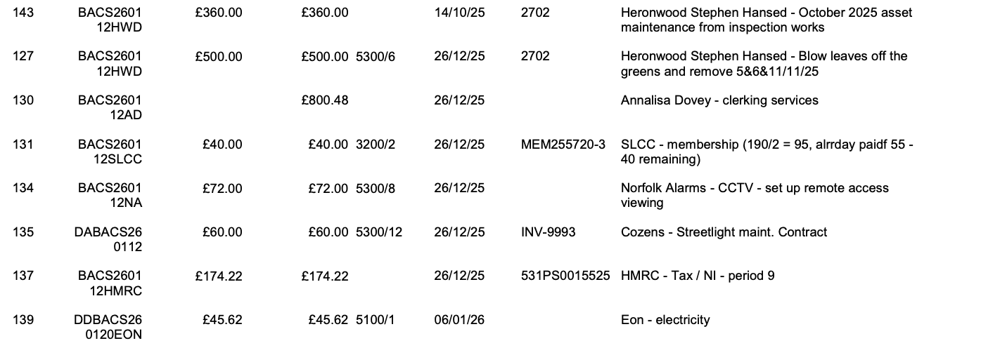 143 BACS2601 £360.00 £360.00 14/10/25 2702 Heronwood Stephen Hansed - October 2025 asset
12HWD maintenance from inspection works
127 BACS2601 £500.00 £500.00 5300/6 26/12/25 2702 Heronwood Stephen Hansed - Blow leaves off the
12HWD greens and remove 5&6&11/11/25
130 BACS2601 £800.48 26/12/25 Annalisa Dovey - clerking services
12AD
131 BACS2601 £40.00 £40.00 3200/2 26/12/25 MEM255720-3 SLCC - membership (190/2 = 95, alrrday paidf 55 -
12SLCC 40 remaining)
134 BACS2601 £72.00 £72.00 5300/8 26/12/25 Norfolk Alarms - CCTV - set up remote access
12NA viewing
135 DABACS26 £60.00 £60.00 5300/12 26/12/25 INV-9993 Cozens - Streetlight maint. Contract
0112
137 BACS2601 £174.22 £174.22 26/12/25 531PS0015525 HMRC - Tax / NI - period 9
12HMRC
139 DDBACS26 £45.62 £45.62 5100/1 06/01/26 Eon - electricity
0120EON